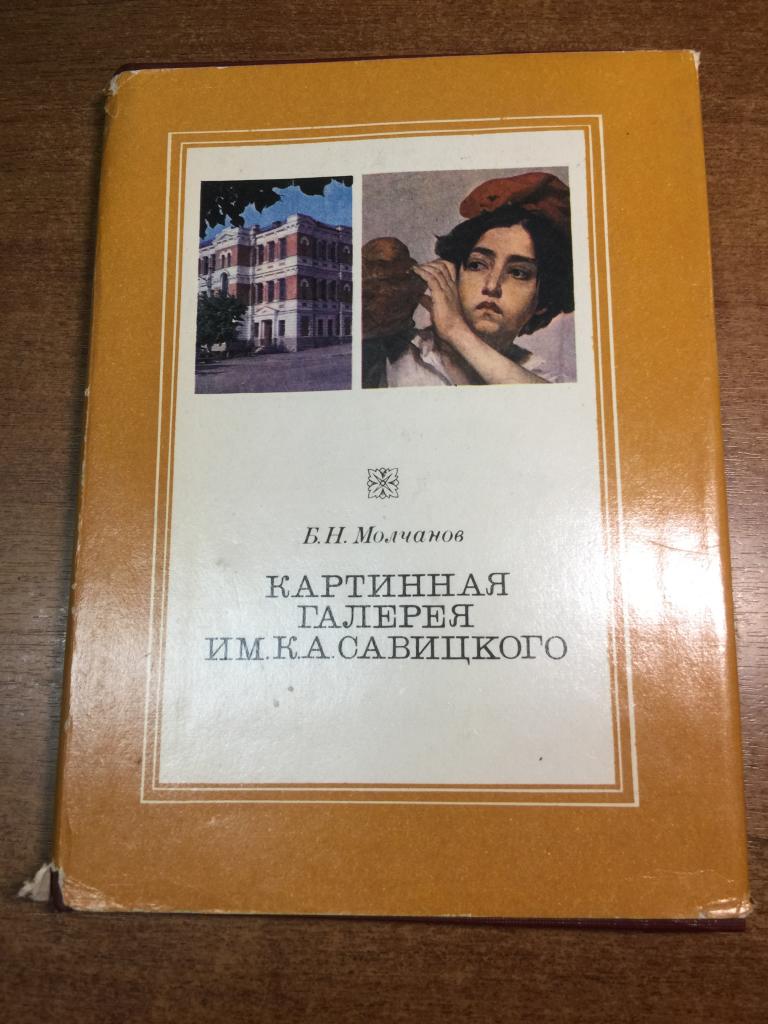 Б.Н. Молчанов
КАРТИННАЯ
ГАЛЕРЕЯ
ИМ.К.А.САВИЦКОГО